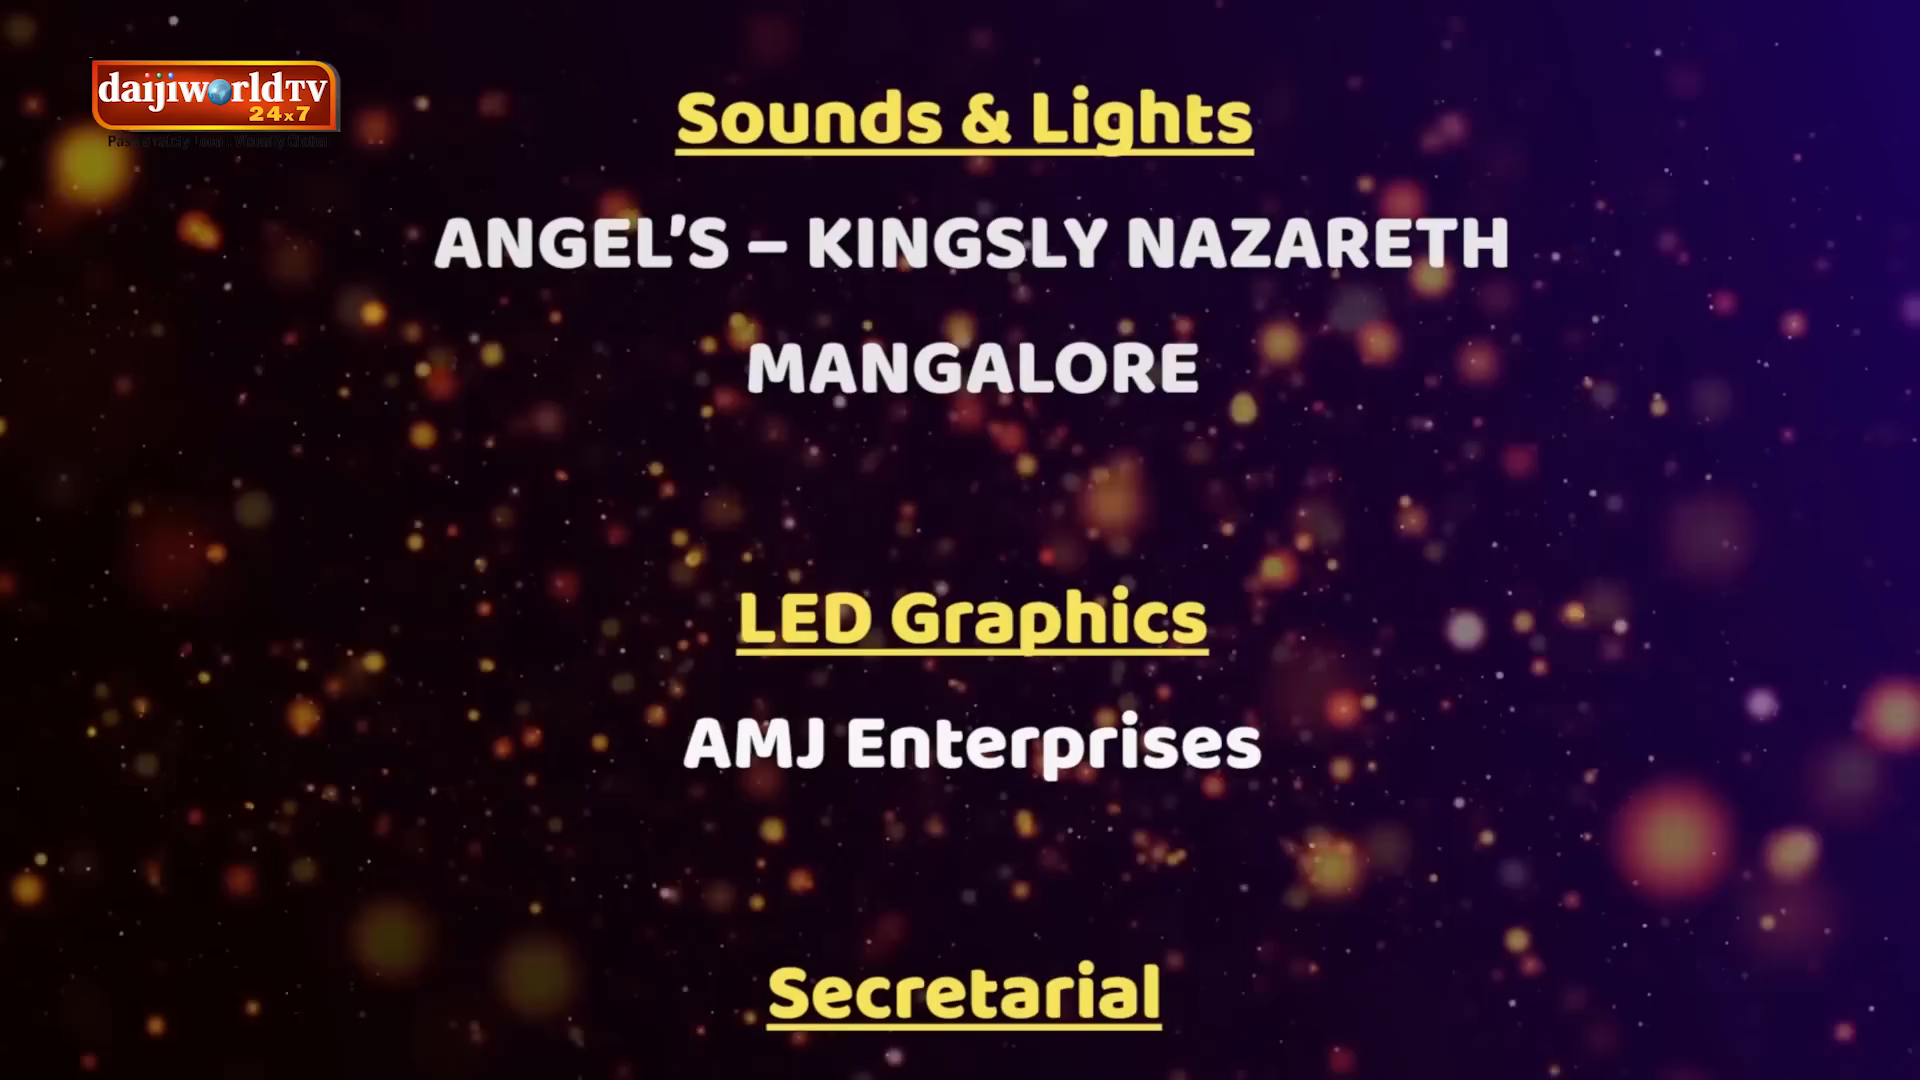 daijiworldTV
24x7
Sounds & Lights
ANGEL’S – KINGSLY NAZARETH
MANGALORE
LED Graphics
AMJ Enterprises
Secretarial